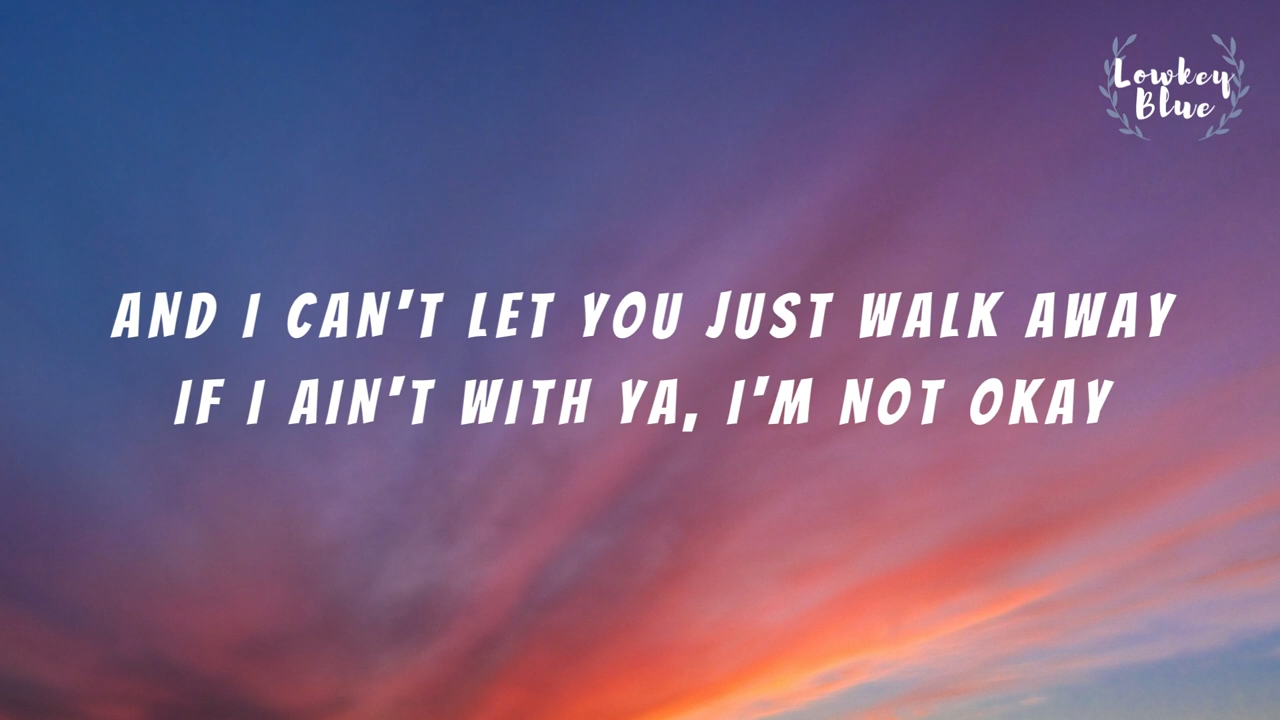 Lowkey
Blue
AND I CAN'T LET YOU JUST WALK AWAY
IF I AIN'T WITH YA, I'M NOT OKAY